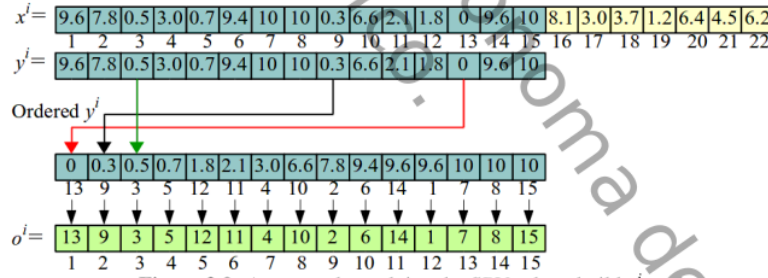 xⁱ= 9.6 7.8 0.5 3.0 0.7 9.4 10 10 0.3 6.6 2.1 1.8 0 9.6 10 8.1 3.0 3.7 1.2 6.4 4.5 6.2
1 2 3 4 5 6 7 8 9 10 11 12 13 14 15 16 17 18 19 20 21 22
yⁱ= 9.6 7.8 0.5 3.0 0.7 9.4 10 10 0.3 6.6 2.1 1.8 0 9.6 10
Ordered yⁱ
0 0.3 0.5 0.7 1.8 2.1 3.0 6.6 7.8 9.4 9.6 9.6 10 10 10
13 9 3 5 12 11 4 10 2 6 14 1 7 8 15
oⁱ= 13 9 3 5 12 11 4 10 2 6 14 1 7 8 15
1 2 3 4 5 6 7 8 9 10 11 12 13 14 15
onoma de
co.